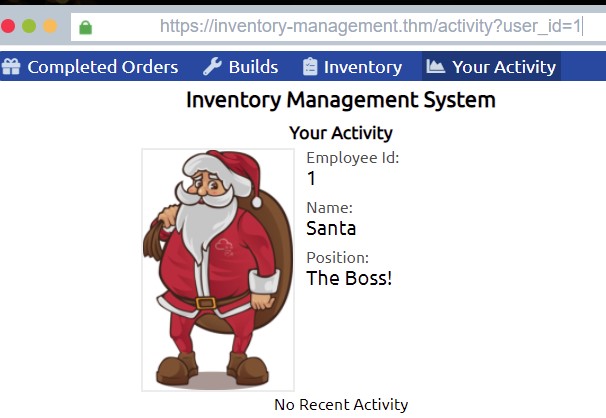 https://inventory-management.thm/activity?user_id=1
Completed Orders Builds Inventory Your Activity
Inventory Management System
Your Activity
Employee Id:
1
Name:
Santa
Position:
The Boss!
No Recent Activity